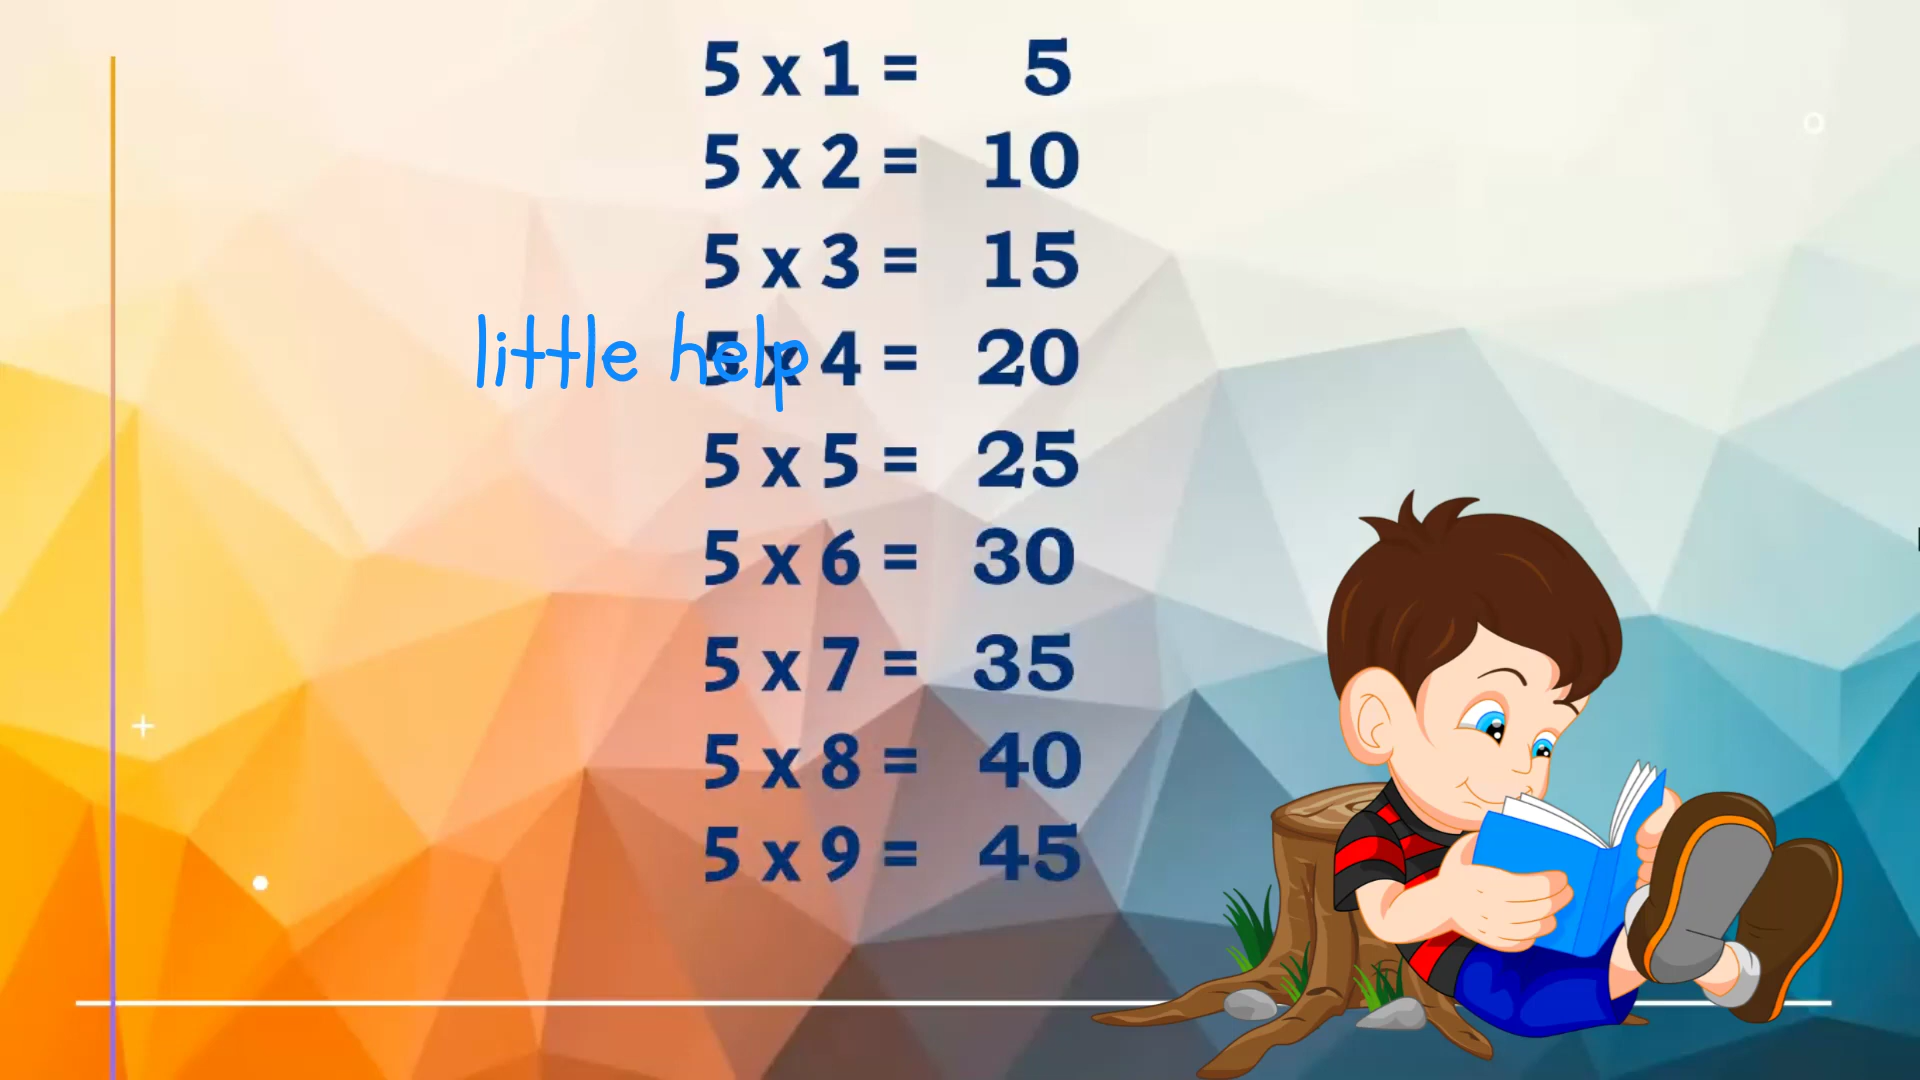 5 x 1 = 5
5 x 2 = 10
5 x 3 = 15
little help
5 x 4 = 20
5 x 5 = 25
5 x 6 = 30
5 x 7 = 35
5 x 8 = 40
5 x 9 = 45